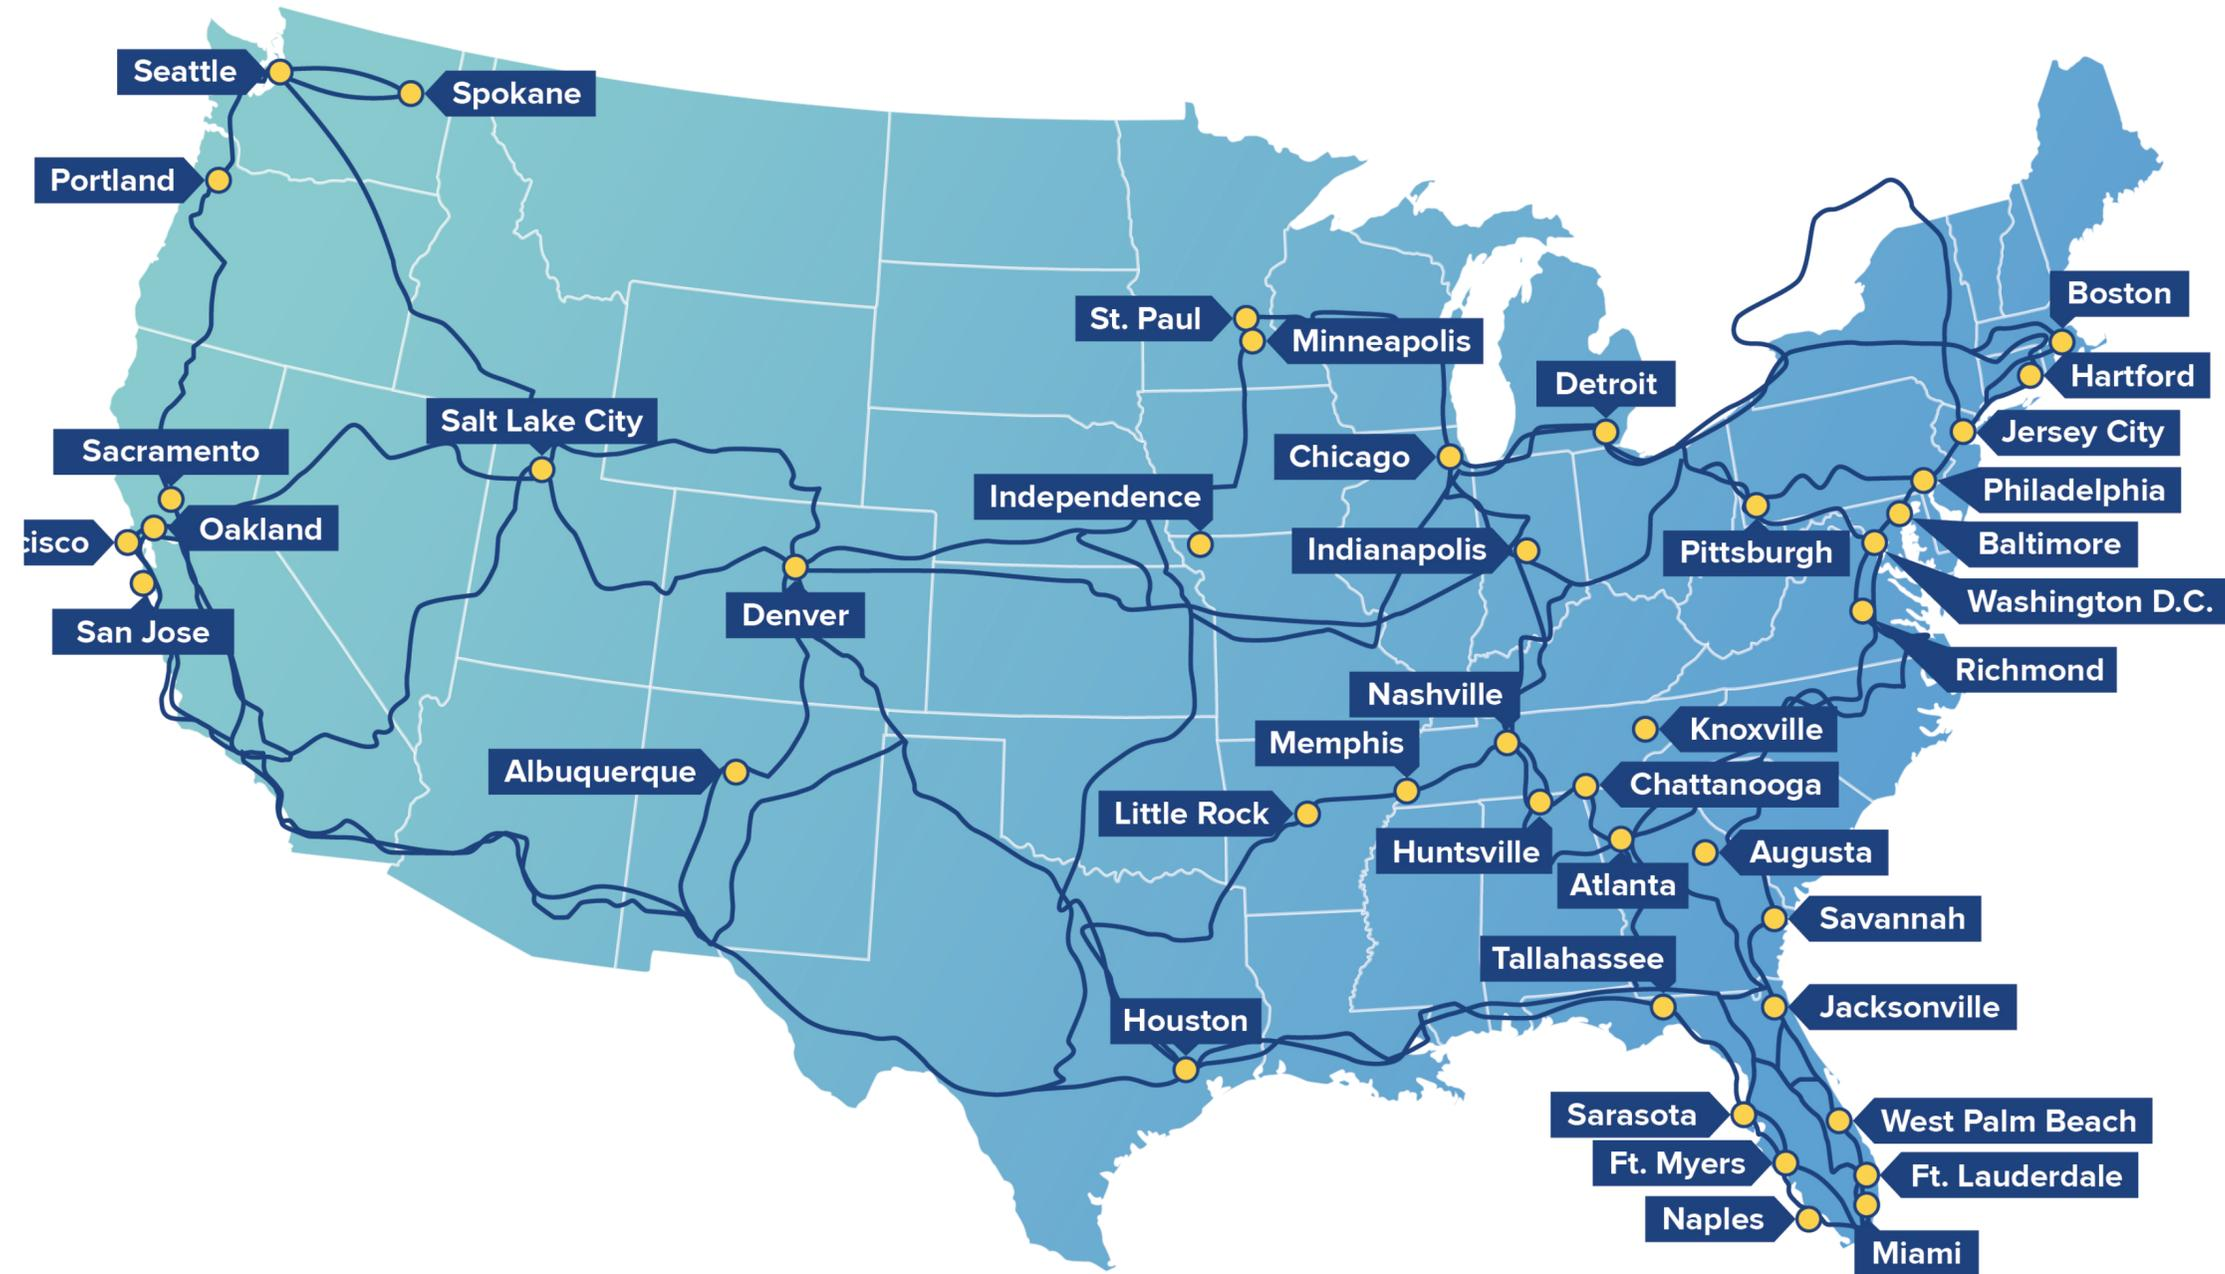 Seattle
Spokane
Portland
Boston
St. Paul
Minneapolis
Detroit
Hartford
Salt Lake City
Jersey City
Sacramento
Chicago
Independence
Philadelphia
Oakland
cisco
Indianapolis
Pittsburgh
Baltimore
Denver
Washington D.C.
San Jose
Richmond
Nashville
Knoxville
Memphis
Albuquerque
Chattanooga
Little Rock
Huntsville
Augusta
Atlanta
Savannah
Tallahassee
Jacksonville
Houston
Sarasota
West Palm Beach
Ft. Myers
Ft. Lauderdale
Naples
Miami